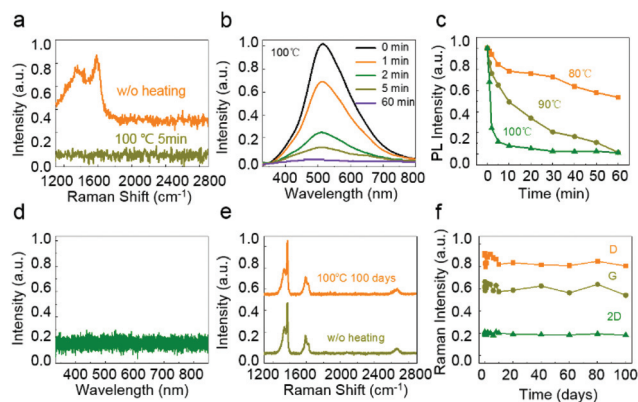 a
Intensity (a.u.)
1.0
0.8
0.6
0.4
0.2
0.0
w/o heating
100 ℃ 5min
1200 1600 2000 2400 2800
Raman Shift (cm⁻¹)
b
Intensity (a.u.)
1.0
0.8
0.6
0.4
0.2
0.0
100℃
0 min
1 min
2 min
5 min
60 min
400 500 600 700 800
Wavelength (nm)
c
PL Intensity (a.u.)
1.0
0.8
0.6
0.4
0.2
0.0
80℃
90℃
100℃
0 10 20 30 40 50 60
Time (min)
d
Intensity (a.u.)
1.0
0.8
0.6
0.4
0.2
0.0
400 500 600 700 800
Wavelength (nm)
e
Intensity (a.u.)
1.0
0.8
0.6
0.4
0.2
0.0
100℃ 100 days
w/o heating
1200 1600 2000 2400 2800
Raman Shift (cm⁻¹)
f
Raman Intensity (a.u.)
1.0
0.8
0.6
0.4
0.2
0.0
D
G
2D
0 20 40 60 80 100
Time (days)